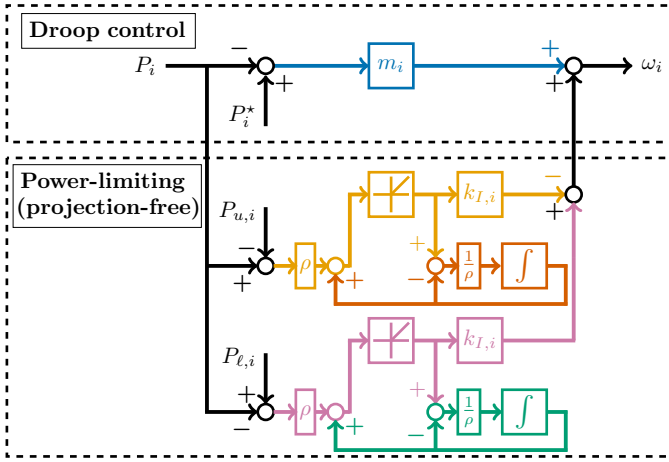 Droop control
P_i
−
+
m_i
+
+
ω_i
P_i^⋆
Power-limiting
(projection-free)
P_{u,i}
−
+
ρ
+
k_{I,i}
−
+
+
−
1/ρ
∫
P_{ℓ,i}
+
−
ρ
+
k_{I,i}
+
−
1/ρ
∫